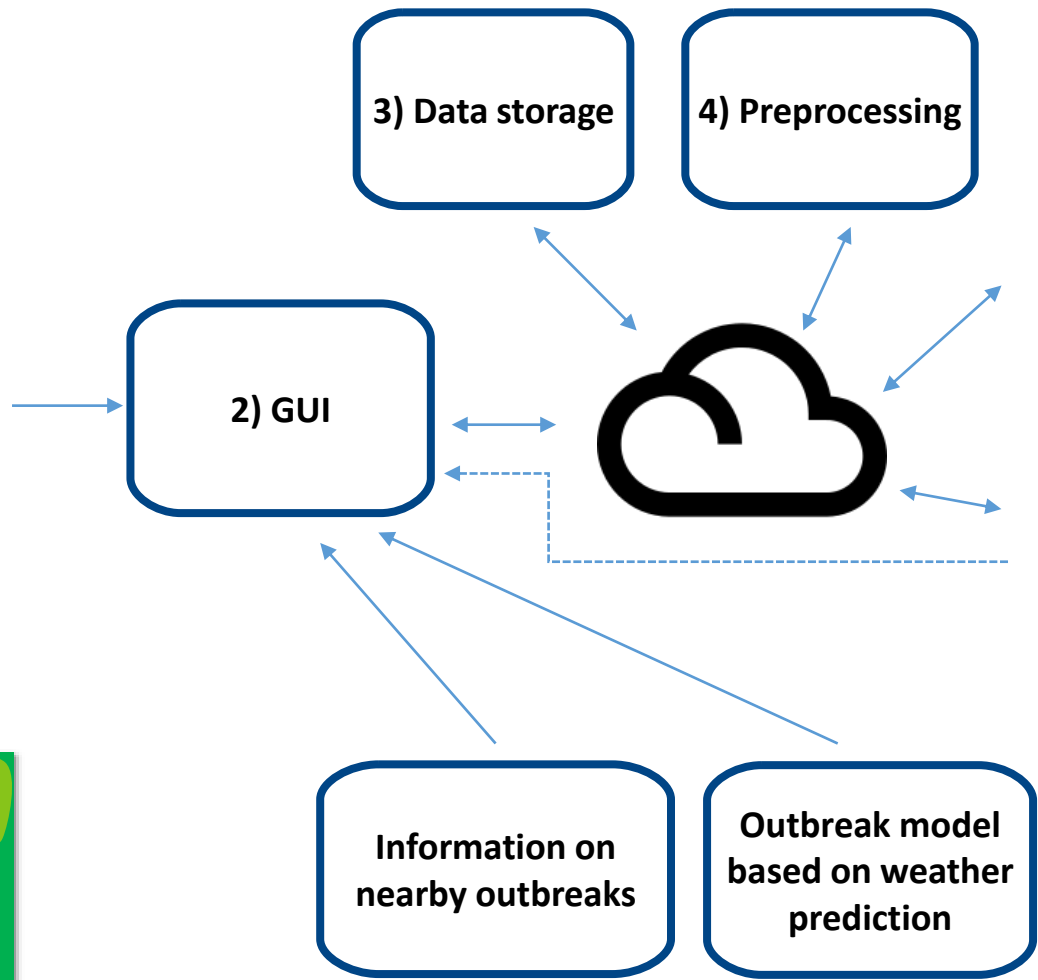 3) Data storage
4) Preprocessing
2) GUI
Information on
nearby outbreaks
Outbreak model
based on weather
prediction